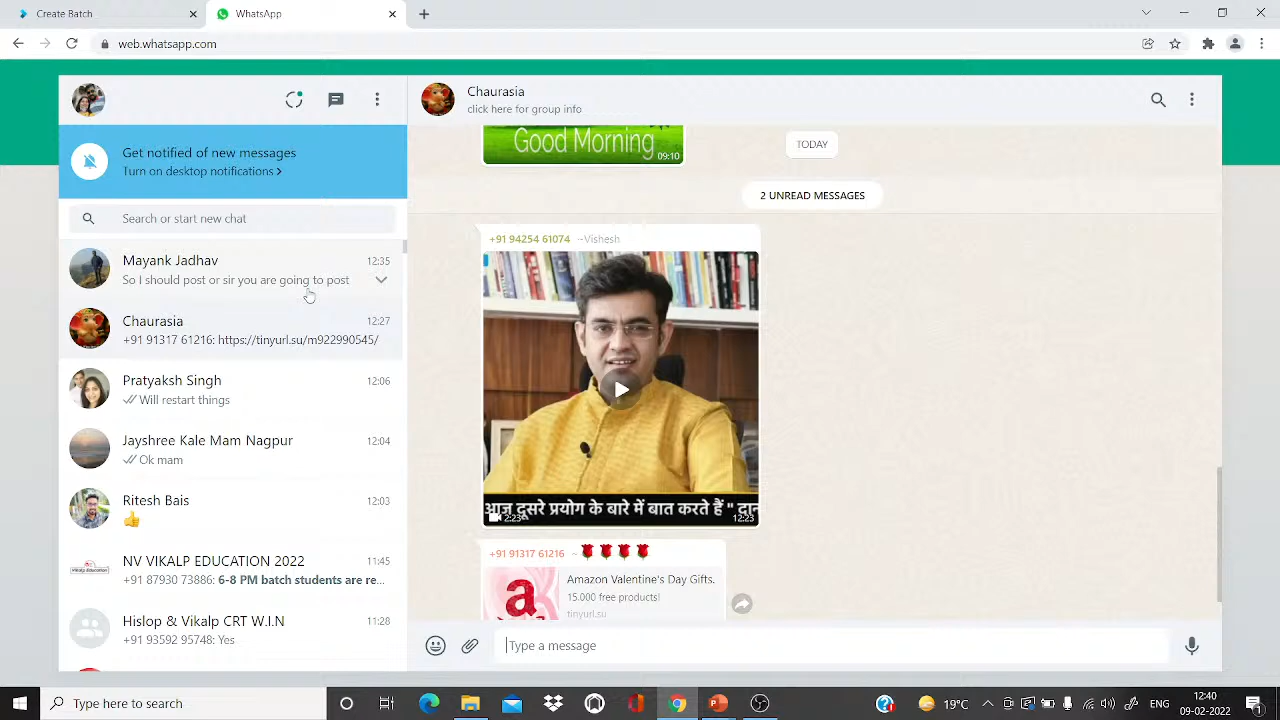 Create Batch
WhatsApp
web.whatsapp.com
Get notified of new messages
Turn on desktop notifications
Search or start new chat
Mayank Jadhav
12:35
So I should post or sir you are going to post
Chaurasia
12:27
+91 91317 61216: https://tinyurl.su/m922990545/
Pratyaksh Singh
12:06
Will restart things
Jayshree Kale Mam Nagpur
12:04
Ok mam
Ritesh Bais
12:03
NV VIKALP EDUCATION 2022
11:45
+91 87930 73886: 6-8 PM batch students are re...
Hislop & Vikalp CRT W.I.N
11:28
+91 93592 95748: Yes
Chaurasia
click here for group info
Good Morning
09:10
TODAY
2 UNREAD MESSAGES
+91 94254 61074 ~Vishesh
आज दूसरे प्रयोग के बारे में बात करते हैं " दान
2:23
12:23
+91 91317 61216 ~
Amazon Valentine's Day Gifts.
15.000 free products!
tinyurl.su
Type a message
Type here to search
19°C
ENG
12:40
09-02-2022